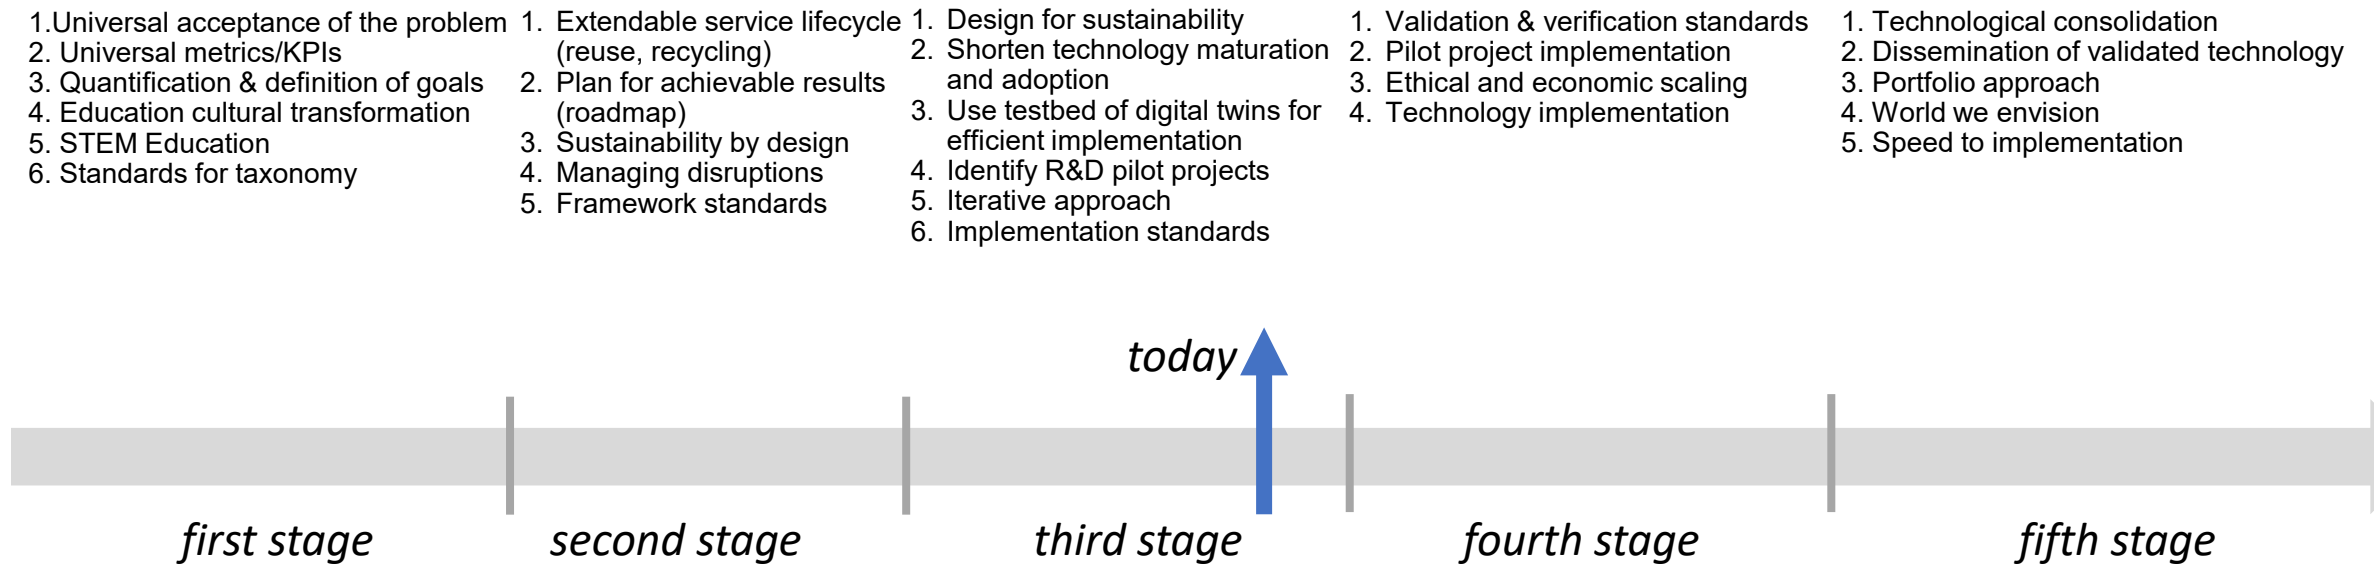 1.Universal acceptance of the problem
2. Universal metrics/KPIs
3. Quantification & definition of goals
4. Education cultural transformation
5. STEM Education
6. Standards for taxonomy
1. Extendable service lifecycle
(reuse, recycling)
2. Plan for achievable results
(roadmap)
3. Sustainability by design
4. Managing disruptions
5. Framework standards
1. Design for sustainability
2. Shorten technology maturation
and adoption
3. Use testbed of digital twins for
efficient implementation
4. Identify R&D pilot projects
5. Iterative approach
6. Implementation standards
1. Validation & verification standards
2. Pilot project implementation
3. Ethical and economic scaling
4. Technology implementation
1. Technological consolidation
2. Dissemination of validated technology
3. Portfolio approach
4. World we envision
5. Speed to implementation
today
first stage
second stage
third stage
fourth stage
fifth stage